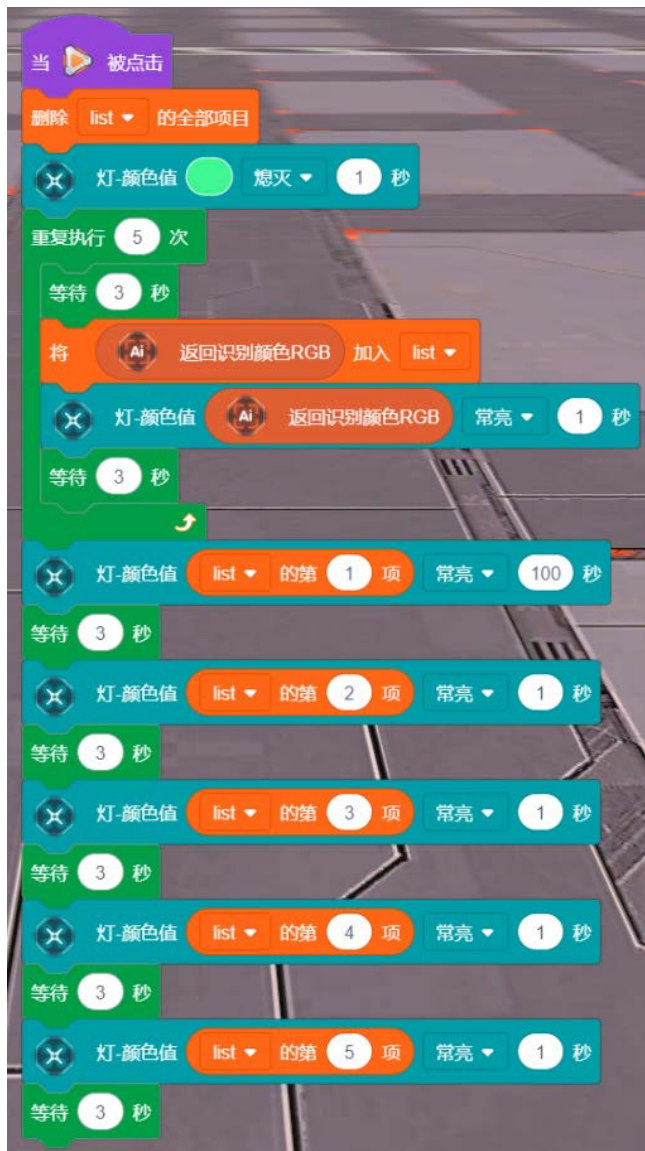 当 被点击
删除 list 的全部项目
灯-颜色值 熄灭 1 秒
重复执行 5 次
等待 3 秒
将 Ai 返回识别颜色RGB 加入 list
灯-颜色值 Ai 返回识别颜色RGB 常亮 1 秒
等待 3 秒
灯-颜色值 list 的第 1 项 常亮 100 秒
等待 3 秒
灯-颜色值 list 的第 2 项 常亮 1 秒
等待 3 秒
灯-颜色值 list 的第 3 项 常亮 1 秒
等待 3 秒
灯-颜色值 list 的第 4 项 常亮 1 秒
等待 3 秒
灯-颜色值 list 的第 5 项 常亮 1 秒
等待 3 秒